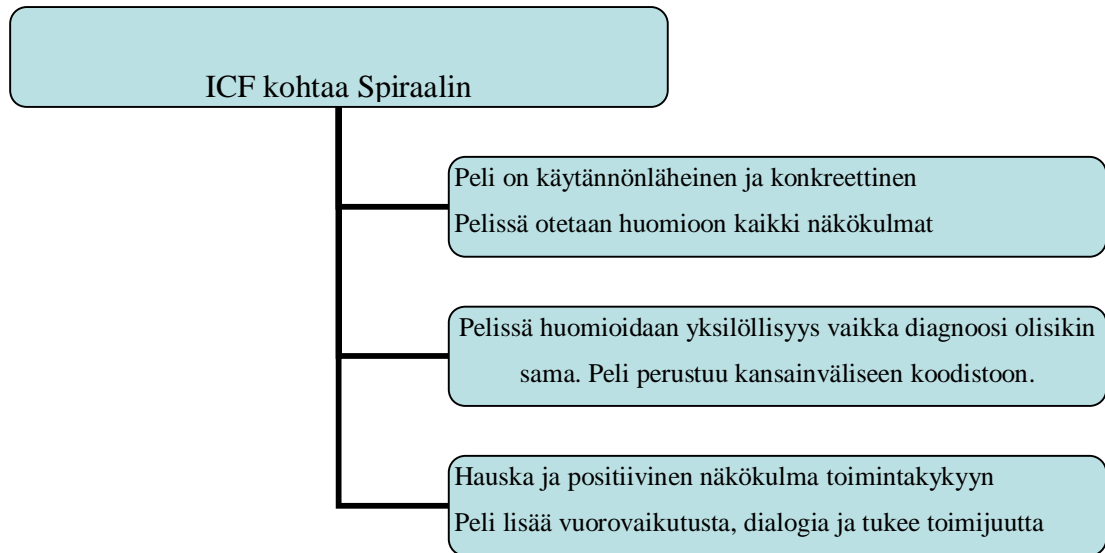 ICF kohtaa Spiraalin
Peli on käytännönläheinen ja konkreettinen
Pelissä otetaan huomioon kaikki näkökulmat
Pelissä huomioidaan yksilöllisyys vaikka diagnoosi olisikin
sama. Peli perustuu kansainväliseen koodistoon.
Hauska ja positiivinen näkökulma toimintakykyyn
Peli lisää vuorovaikutusta, dialogia ja tukee toimijuutta